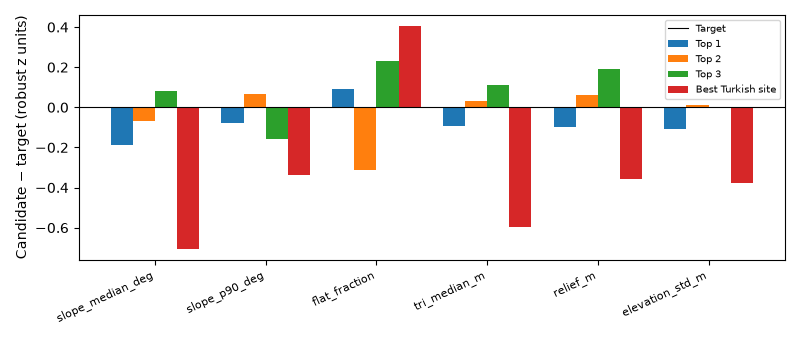 Candidate − target (robust z units)
0.4
0.2
0.0
−0.2
−0.4
−0.6
Target
Top 1
Top 2
Top 3
Best Turkish site
slope_median_deg
slope_p90_deg
flat_fraction
tri_median_m
relief_m
elevation_std_m